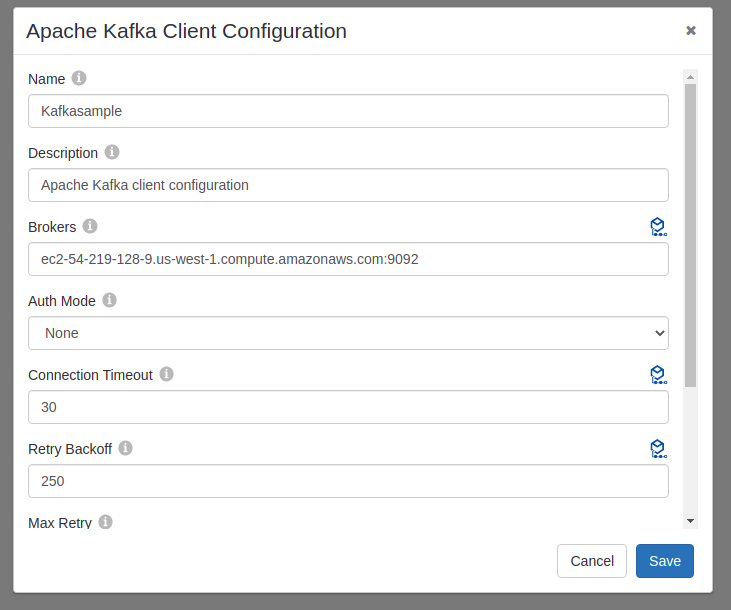 Apache Kafka Client Configuration
Name
Kafkasample
Description
Apache Kafka client configuration
Brokers
ec2-54-219-128-9.us-west-1.compute.amazonaws.com:9092
Auth Mode
None
Connection Timeout
30
Retry Backoff
250
Max Retry
Cancel Save